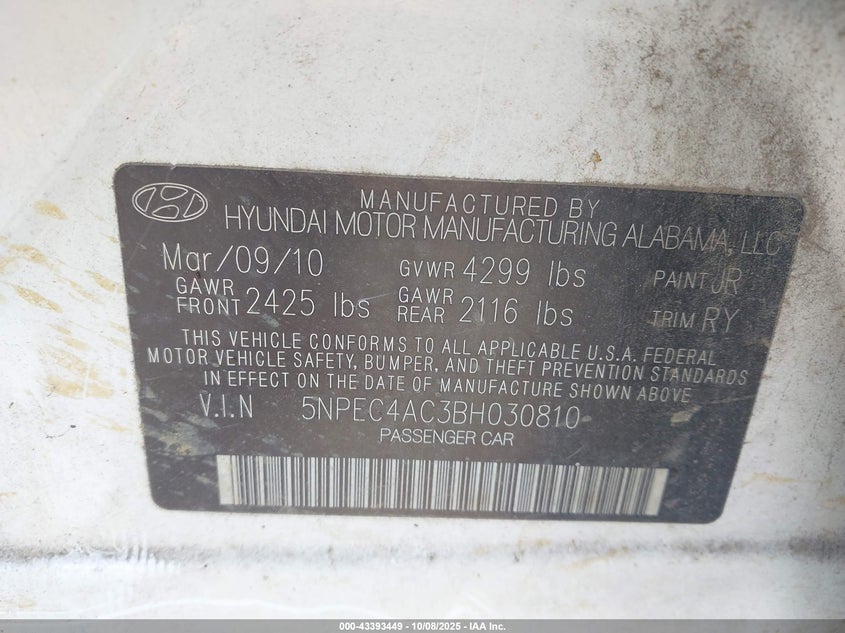 MANUFACTURED BY
HYUNDAI MOTOR MANUFACTURING ALABAMA, LLC
Mar/09/10 GVWR 4299 lbs PAINT JR
GAWR FRONT 2425 lbs GAWR REAR 2116 lbs TRIM RY
THIS VEHICLE CONFORMS TO ALL APPLICABLE U.S.A. FEDERAL
MOTOR VEHICLE SAFETY, BUMPER, AND THEFT PREVENTION STANDARDS
IN EFFECT ON THE DATE OF MANUFACTURE SHOWN ABOVE
V.I.N 5NPEC4AC3BH030810
PASSENGER CAR
000-43393449 - 10/08/2025 - IAA Inc.